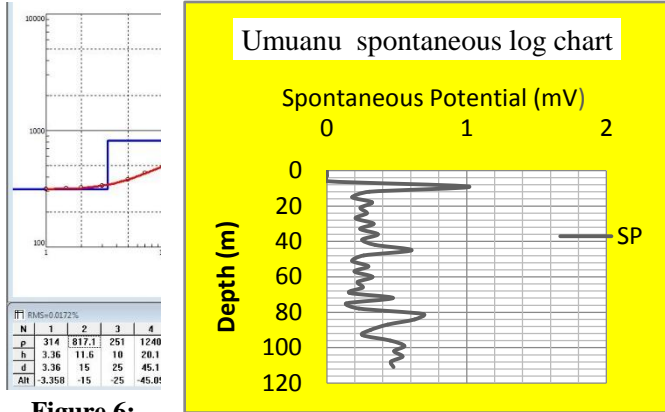 10000
1000
100
1
RMS=0.0172%
N 1 2 3 4
ρ 314 817.1 251 1240
h 3.36 11.6 10 20.1
d 3.36 15 25 45.1
Alt -3.358 -15 -25 -45.09
Figure 6:
Umuanu spontaneous log chart
Spontaneous Potential (mV)
0 1 2
Depth (m)
0
20
40
60
80
100
120
SP